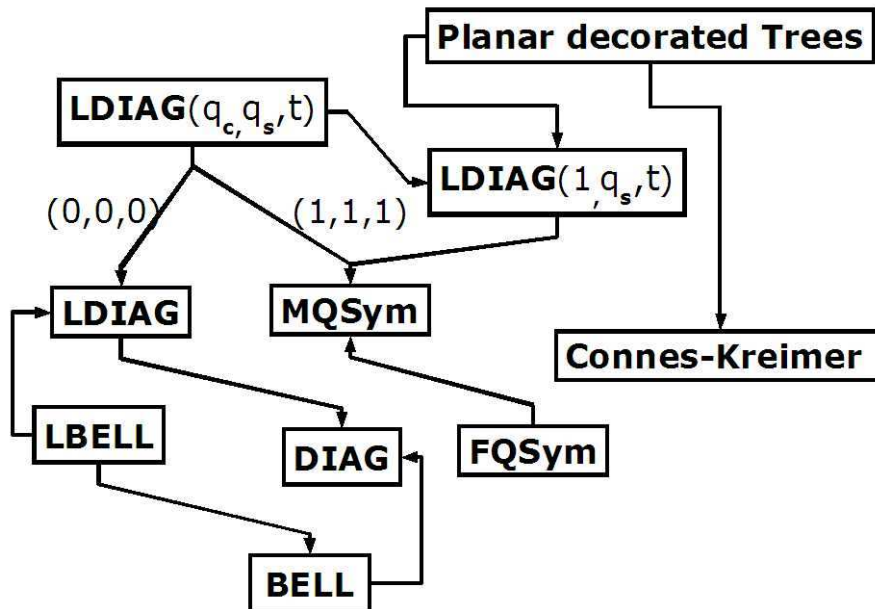 Planar decorated Trees
LDIAG(q_c,q_s,t)
LDIAG(1,q_s,t)
(0,0,0)
(1,1,1)
LDIAG
MQSym
Connes-Kreimer
LBELL
DIAG
FQSym
BELL